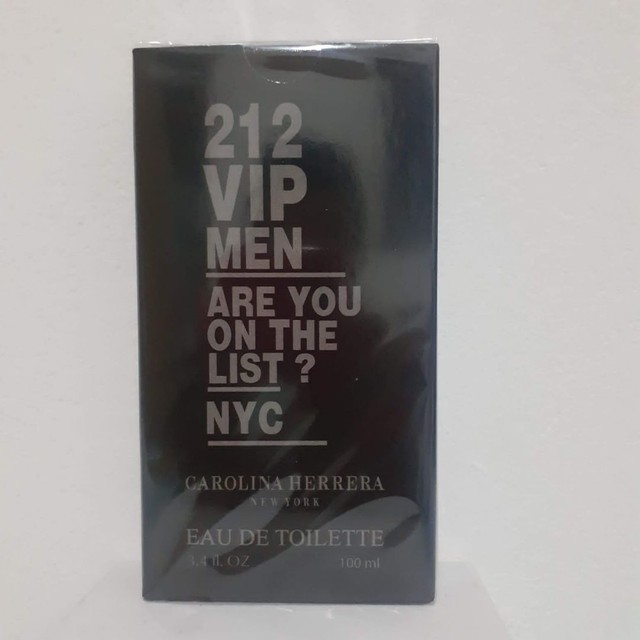 212
VIP
MEN
ARE YOU
ON THE
LIST ?
NYC
CAROLINA HERRERA
NEW YORK
EAU DE TOILETTE
3.4 fl. OZ 100 ml